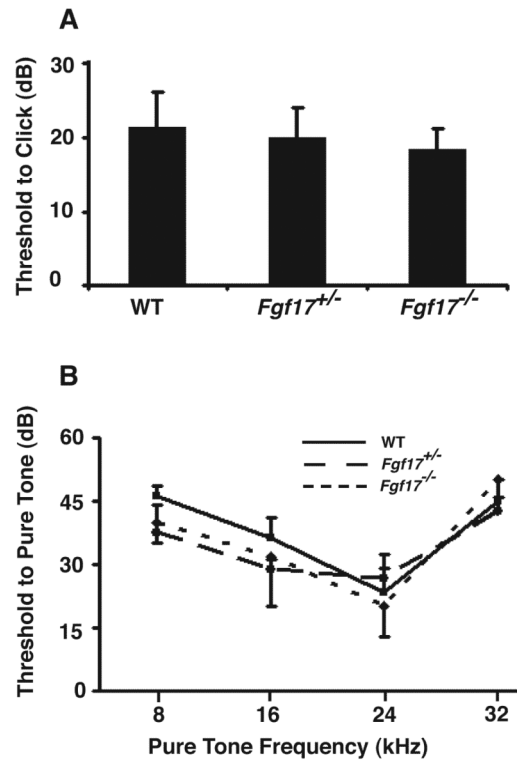 A
Threshold to Click (dB)
30
20
10
0
WT Fgf17+/- Fgf17-/-
B
Threshold to Pure Tone (dB)
60
45
30
15
0
WT
Fgf17+/-
Fgf17-/-
8 16 24 32
Pure Tone Frequency (kHz)